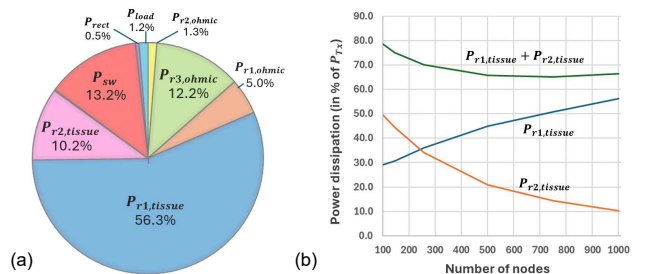 P_rect
0.5%
P_load
1.2%
P_r2,ohmic
1.3%
P_r1,ohmic
5.0%
P_r3,ohmic
12.2%
P_sw
13.2%
P_r2,tissue
10.2%
P_r1,tissue
56.3%
(a)
Power dissipation (in % of P_Tx)
90.0
80.0
70.0
60.0
50.0
40.0
30.0
20.0
10.0
0.0
P_r1,tissue + P_r2,tissue
P_r1,tissue
P_r2,tissue
100 200 300 400 500 600 700 800 900 1000
Number of nodes
(b)